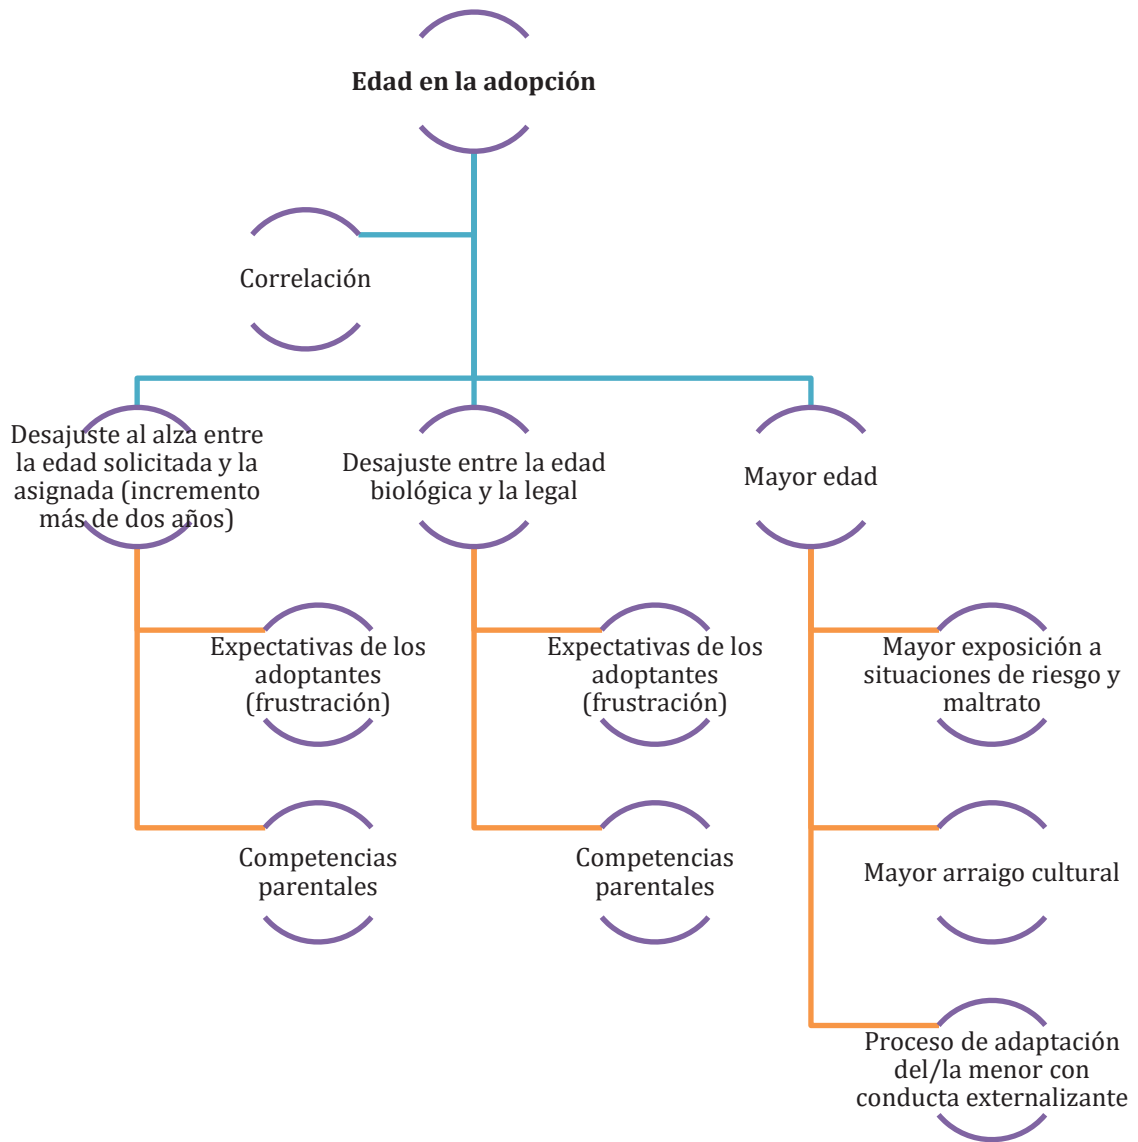 Edad en la adopción
Correlación
Desajuste al alza entre
la edad solicitada y la
asignada (incremento
más de dos años)
Desajuste entre la edad
biológica y la legal
Mayor edad
Expectativas de los
adoptantes
(frustración)
Expectativas de los
adoptantes
(frustración)
Mayor exposición a
situaciones de riesgo y
maltrato
Competencias
parentales
Competencias
parentales
Mayor arraigo cultural
Proceso de adaptación
del/la menor con
conducta externalizante